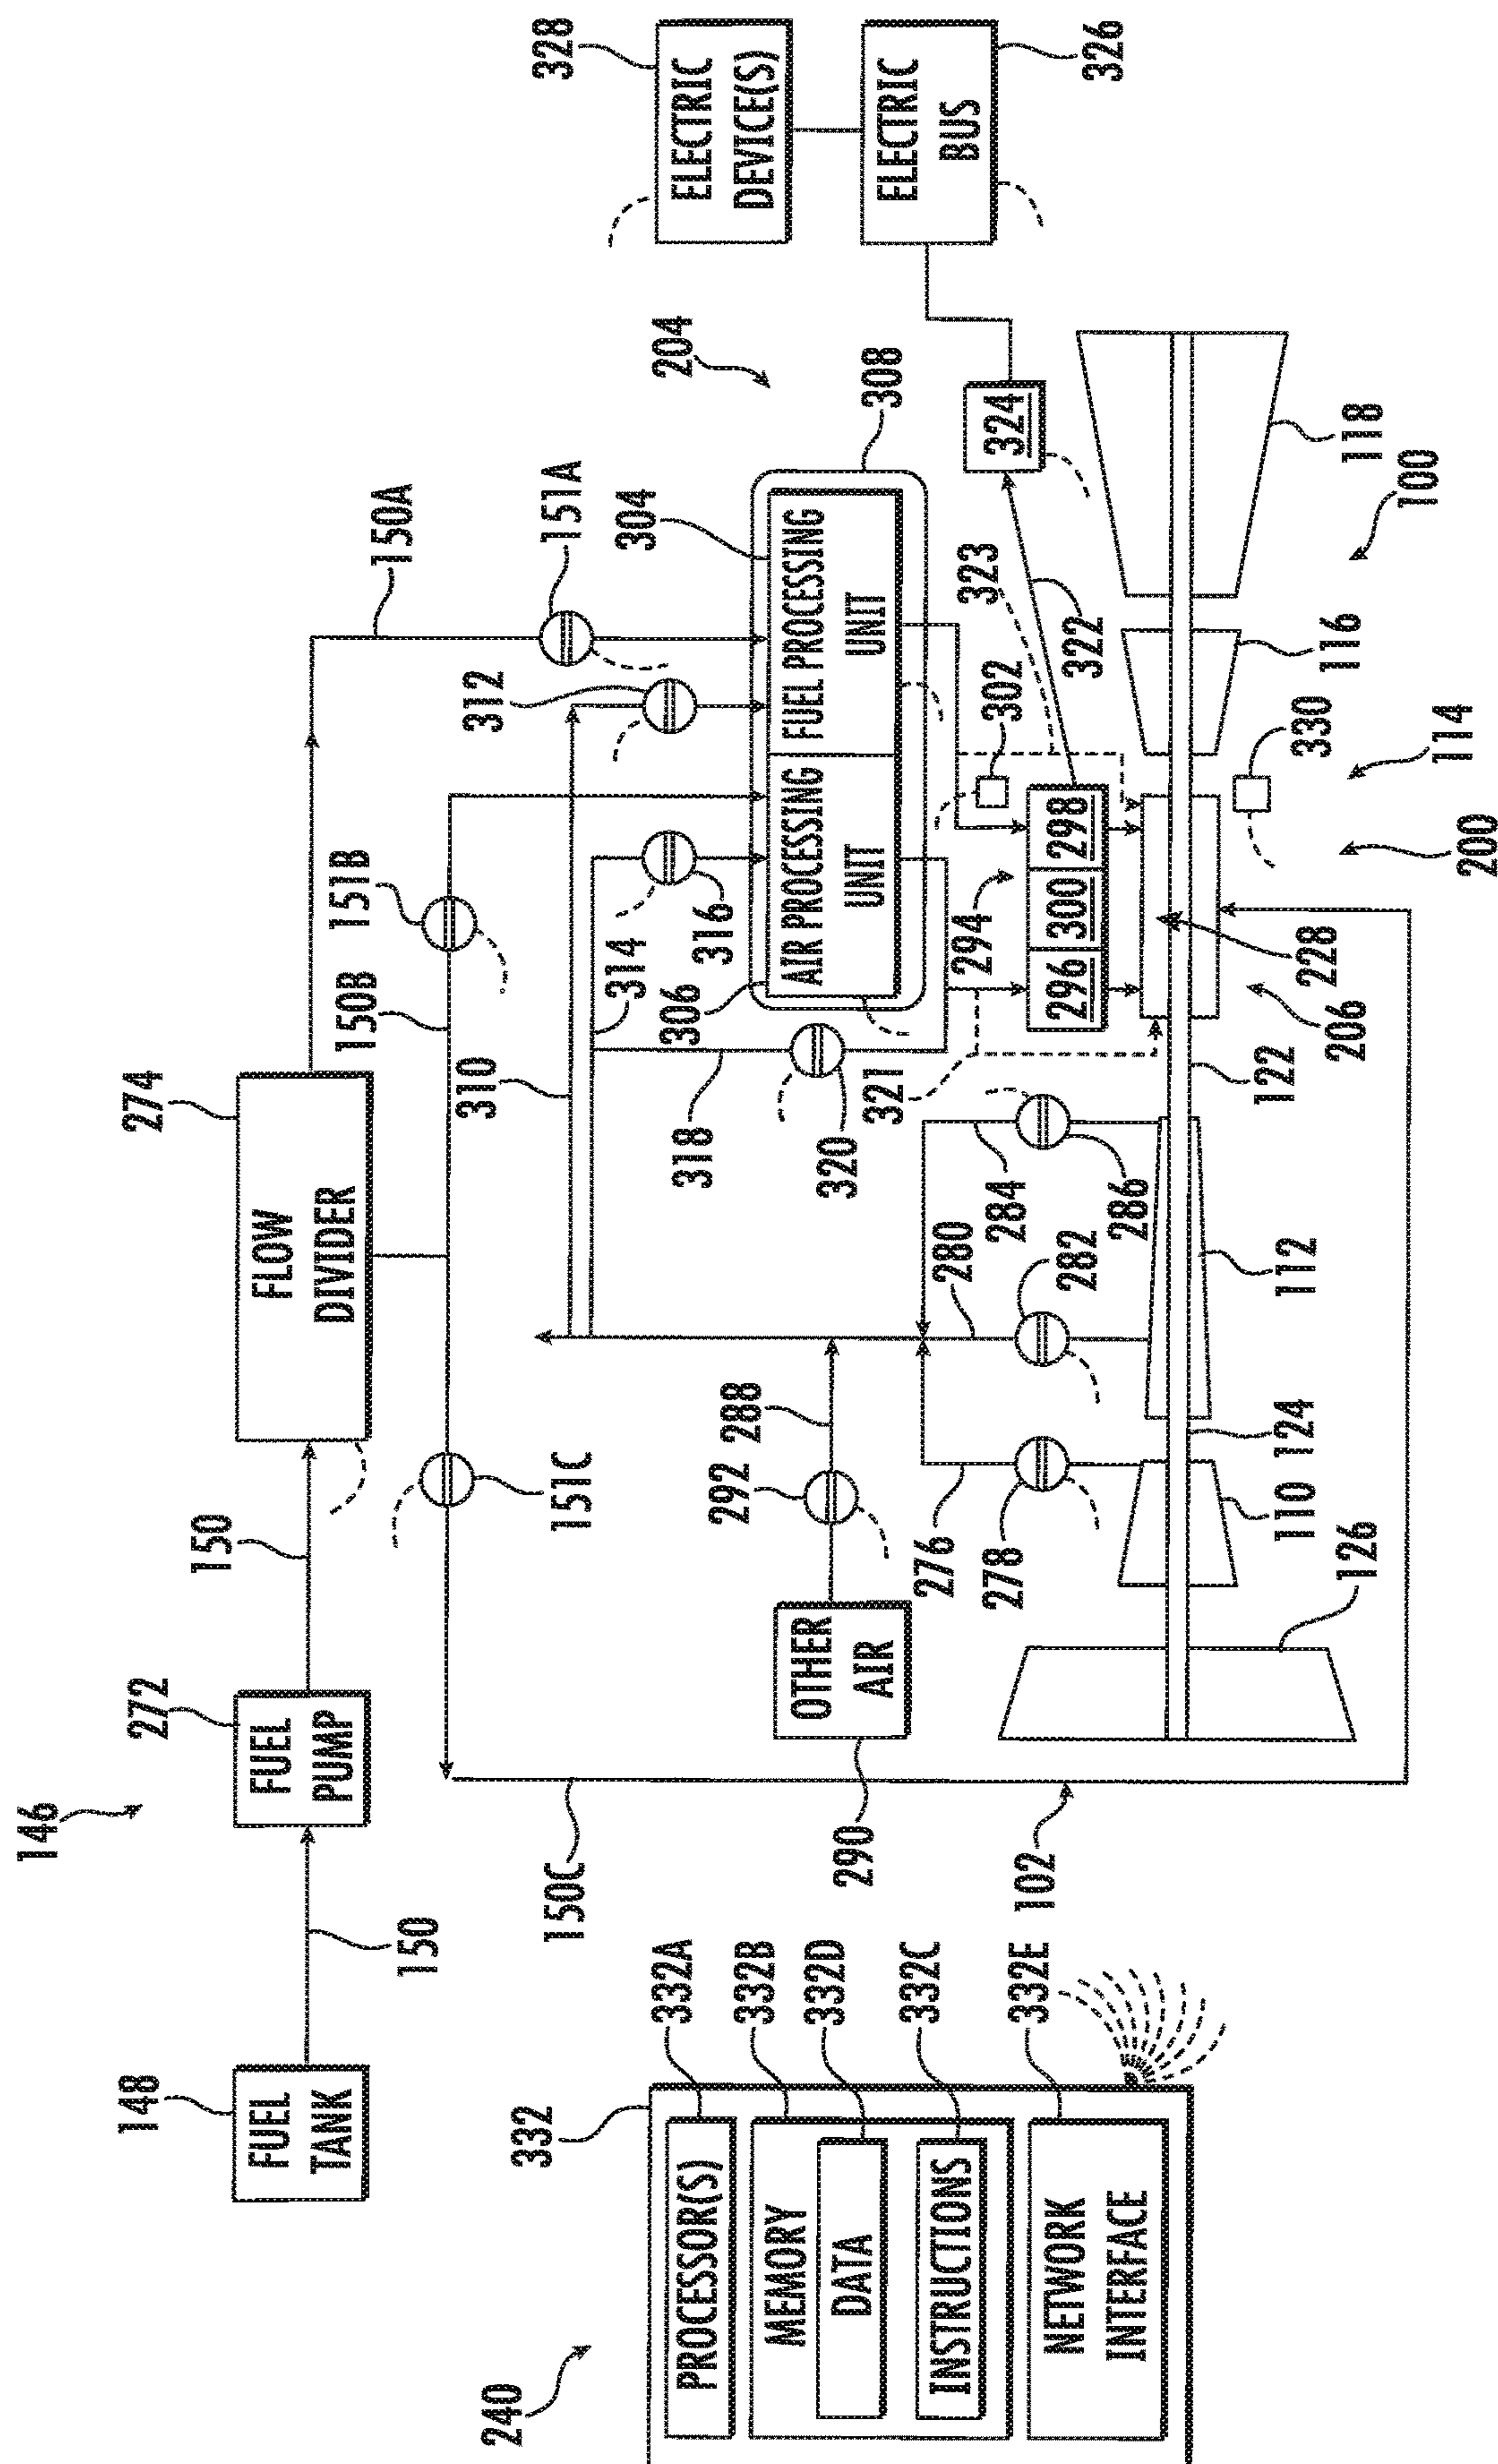 146
148
272
274
FUEL
TANK
FUEL
PUMP
FLOW
DIVIDER
150
150
150B
151B
150A
310
312
240
332
150C
151C
151A
328
314
304
332A
PROCESSOR(S)
318
306
316
204
ELECTRIC
DEVICE(S)
332B
292
288
MEMORY
AIR PROCESSING
UNIT
FUEL PROCESSING
UNIT
332D
DATA
OTHER
AIR
290
320
321
308
332C
INSTRUCTIONS
ELECTRIC
BUS
276
280
294
323
278
284
302
324
332E
NETWORK
INTERFACE
102
282
286
296
300
298
322
326
124
122
110
112
228
330
116
126
206
118
100
114
200